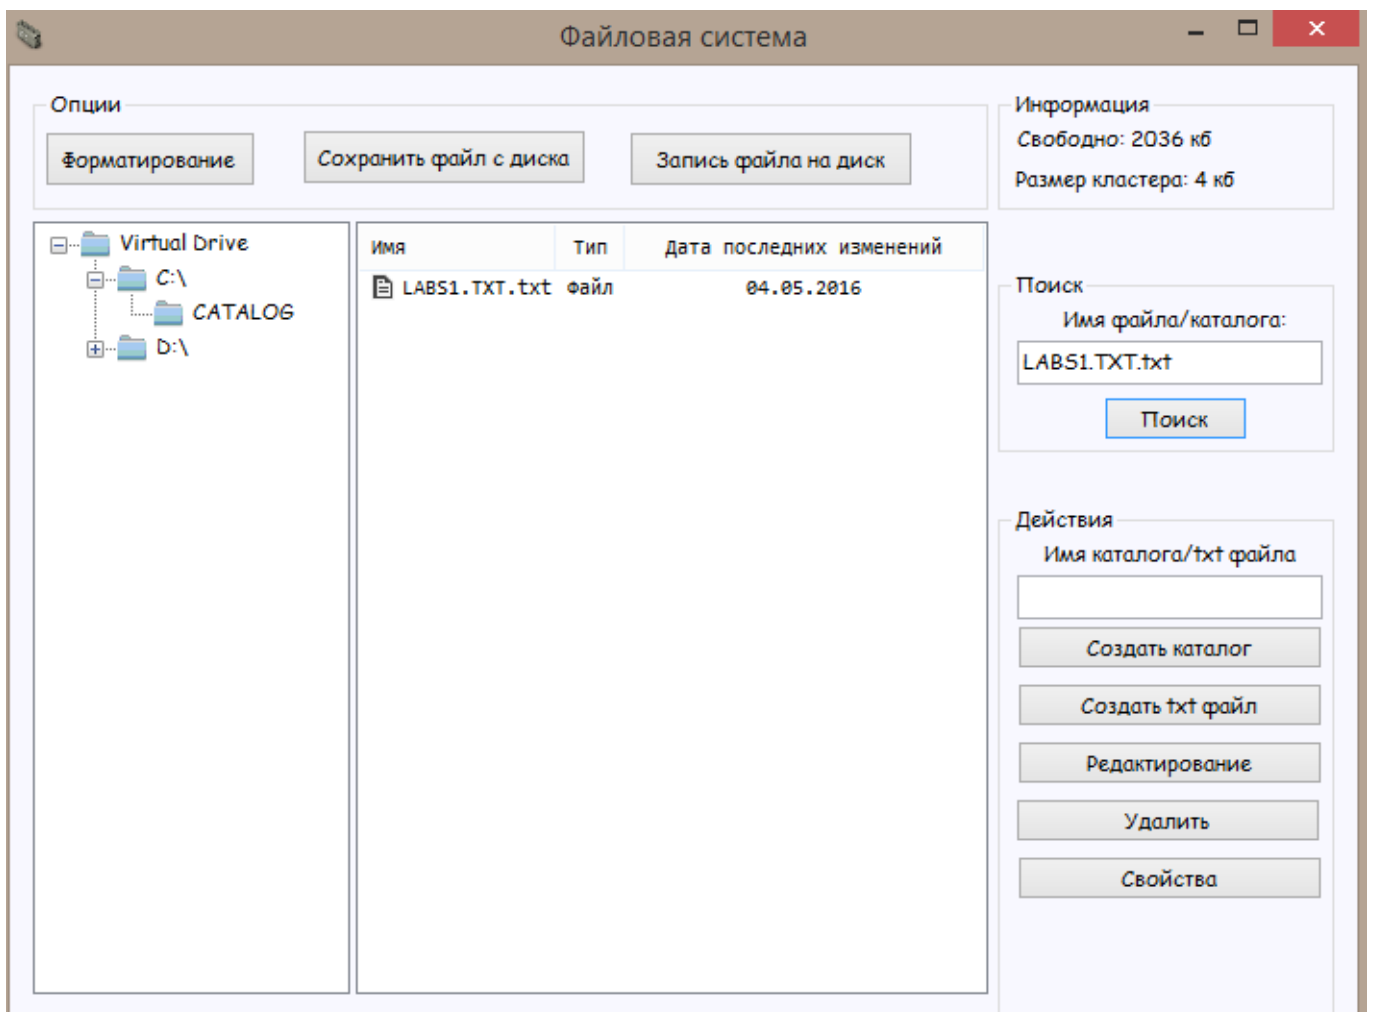 Файловая система
Опции
Форматирование
Сохранить файл с диска
Запись файла на диск
Информация
Свободно: 2036 кб
Размер кластера: 4 кб
Virtual Drive
C:\
CATALOG
D:\
Имя Тип Дата последних изменений
LABS1.TXT.txt Файл 04.05.2016
Поиск
Имя файла/каталога:
LABS1.TXT.txt
Поиск
Действия
Имя каталога/txt файла
Создать каталог
Создать txt файл
Редактирование
Удалить
Свойства